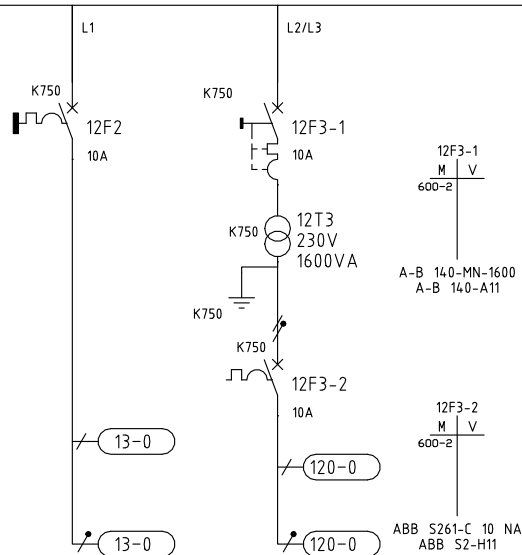 L1
L2/L3
K750
12F2
10A
K750
12F3-1
10A
12F3-1
M V
600-2
A-B 140-MN-1600
A-B 140-A11
K750
12T3
230V
1600VA
K750
K750
12F3-2
10A
12F3-2
M V
600-2
ABB S261-C 10 NA
ABB S2-H11
13-0
120-0
13-0
120-0